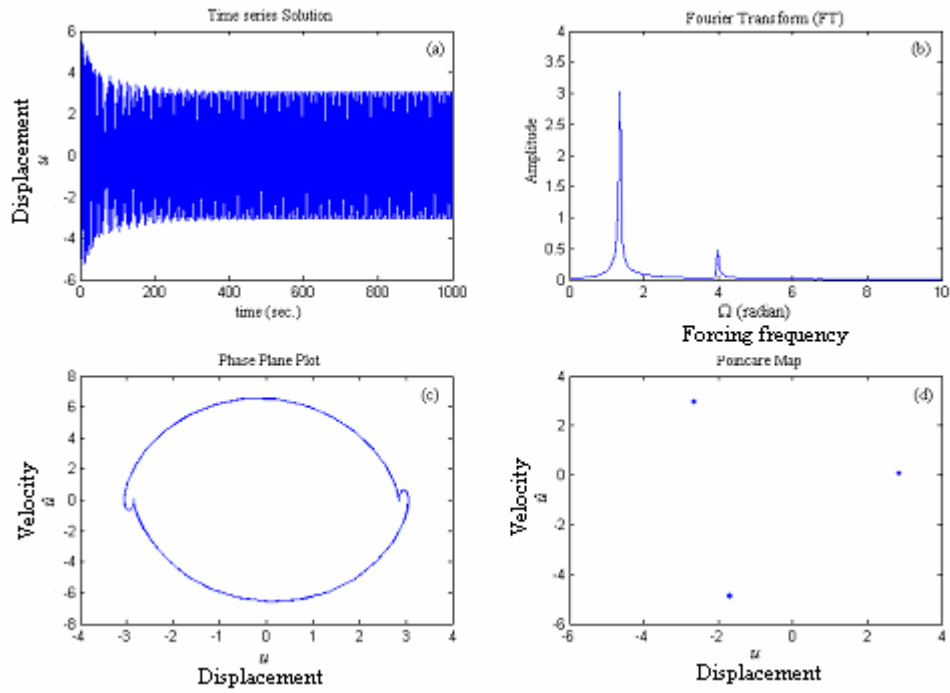 Time series Solution
6
4
2
0
-2
-4
-6
0
200
400
600
800
1000
(a)
Displacement
u
time (sec.)
Fourier Transform (FT)
4
3.5
3
2.5
2
1.5
1
0.5
0
0
2
4
6
8
10
(b)
Amplitude
Ω (radian)
Forcing frequency
Phase Plane Plot
8
6
4
2
0
-2
-4
-6
-8
-4
-3
-2
-1
0
1
2
3
4
(c)
Velocity
u̇
u
Displacement
Poincare Map
4
2
0
-2
-4
-6
-8
-6
-4
-2
0
2
4
(d)
Velocity
u̇
u
Displacement